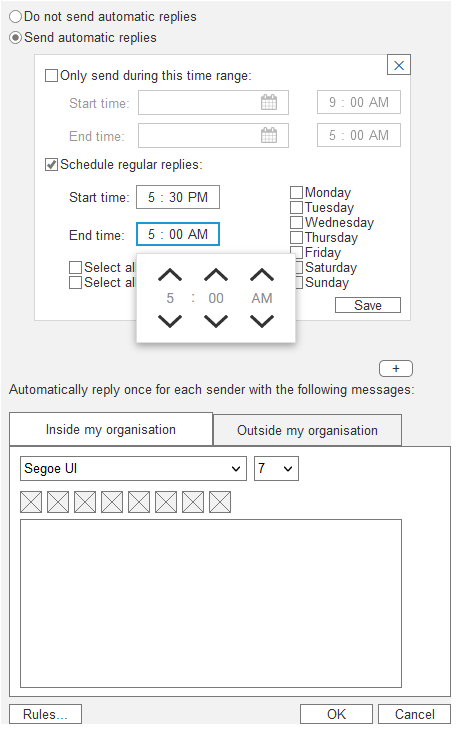 Do not send automatic replies
Send automatic replies
Only send during this time range:
Start time:
9 : 00 AM
End time:
5 : 00 AM
Schedule regular replies:
Start time: 5 : 30 PM
End time: 5 : 00 AM
Monday
Tuesday
Wednesday
Thursday
Friday
Saturday
Sunday
Select al
Select al
5 : 00 AM
Save
+
Automatically reply once for each sender with the following messages:
Inside my organisation
Outside my organisation
Segoe UI
7
Rules...
OK
Cancel